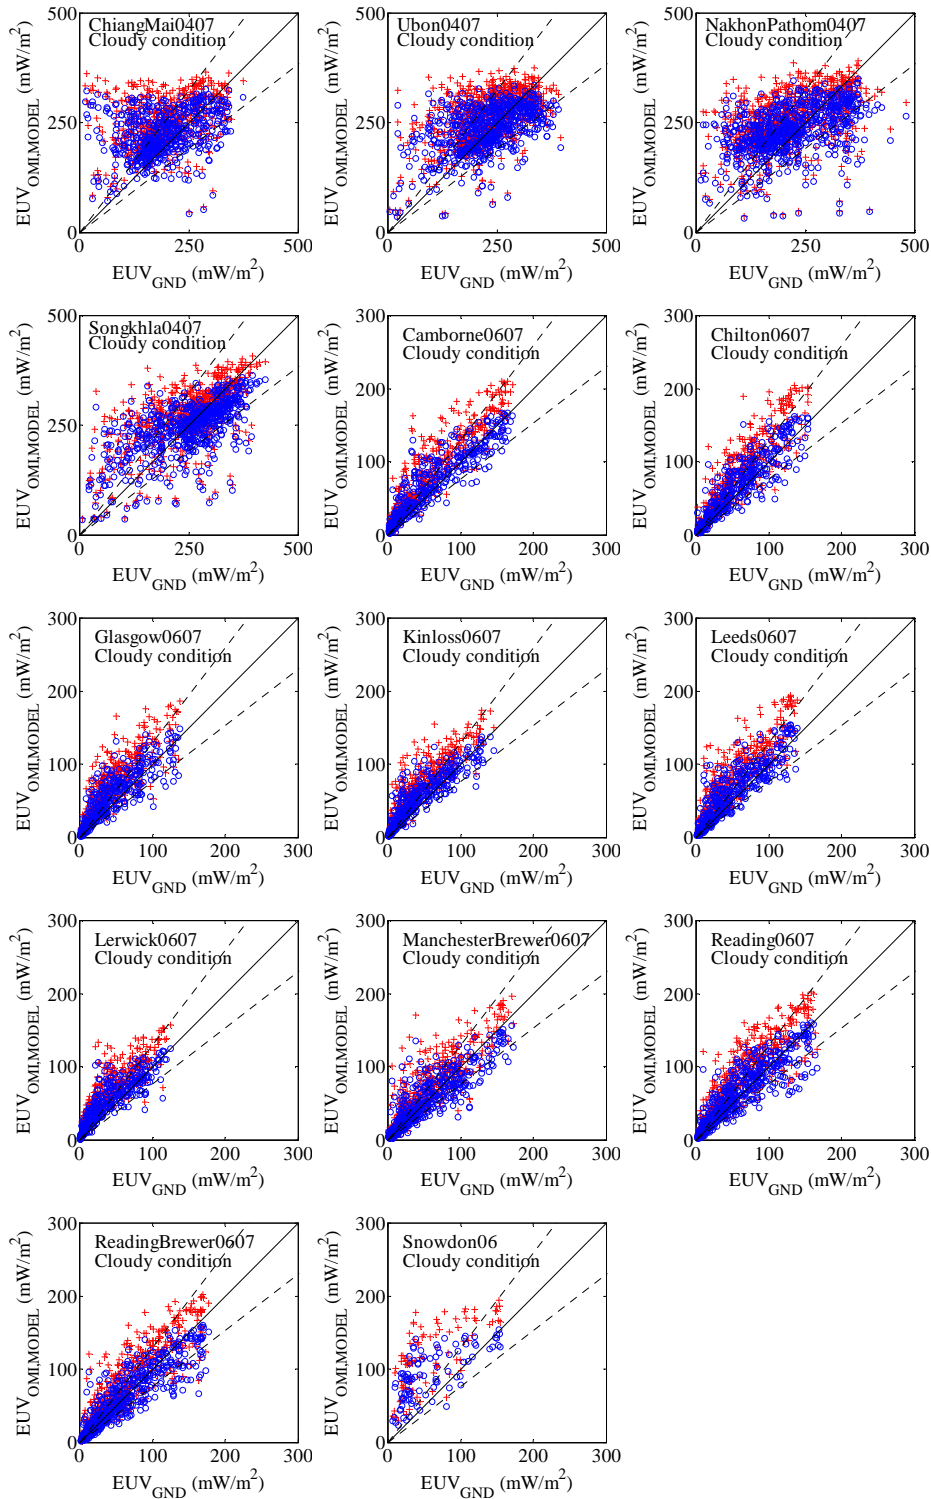 ChiangMai0407
Cloudy condition
EUV_OMI,MODEL (mW/m²)
500
250
0
0 250 500
EUV_GND (mW/m²)
Ubon0407
Cloudy condition
EUV_OMI,MODEL (mW/m²)
500
250
0
0 250 500
EUV_GND (mW/m²)
NakhonPathom0407
Cloudy condition
EUV_OMI,MODEL (mW/m²)
500
250
0
0 250 500
EUV_GND (mW/m²)
Songkhla0407
Cloudy condition
EUV_OMI,MODEL (mW/m²)
500
250
0
0 250 500
EUV_GND (mW/m²)
Camborne0607
Cloudy condition
EUV_OMI,MODEL (mW/m²)
300
200
100
0
0 100 200 300
EUV_GND (mW/m²)
Chilton0607
Cloudy condition
EUV_OMI,MODEL (mW/m²)
300
200
100
0
0 100 200 300
EUV_GND (mW/m²)
Glasgow0607
Cloudy condition
EUV_OMI,MODEL (mW/m²)
300
200
100
0
0 100 200 300
EUV_GND (mW/m²)
Kinloss0607
Cloudy condition
EUV_OMI,MODEL (mW/m²)
300
200
100
0
0 100 200 300
EUV_GND (mW/m²)
Leeds0607
Cloudy condition
EUV_OMI,MODEL (mW/m²)
300
200
100
0
0 100 200 300
EUV_GND (mW/m²)
Lerwick0607
Cloudy condition
EUV_OMI,MODEL (mW/m²)
300
200
100
0
0 100 200 300
EUV_GND (mW/m²)
ManchesterBrewer0607
Cloudy condition
EUV_OMI,MODEL (mW/m²)
300
200
100
0
0 100 200 300
EUV_GND (mW/m²)
Reading0607
Cloudy condition
EUV_OMI,MODEL (mW/m²)
300
200
100
0
0 100 200 300
EUV_GND (mW/m²)
ReadingBrewer0607
Cloudy condition
EUV_OMI,MODEL (mW/m²)
300
200
100
0
0 100 200 300
EUV_GND (mW/m²)
Snowdon06
Cloudy condition
EUV_OMI,MODEL (mW/m²)
300
200
100
0
0 100 200 300
EUV_GND (mW/m²)